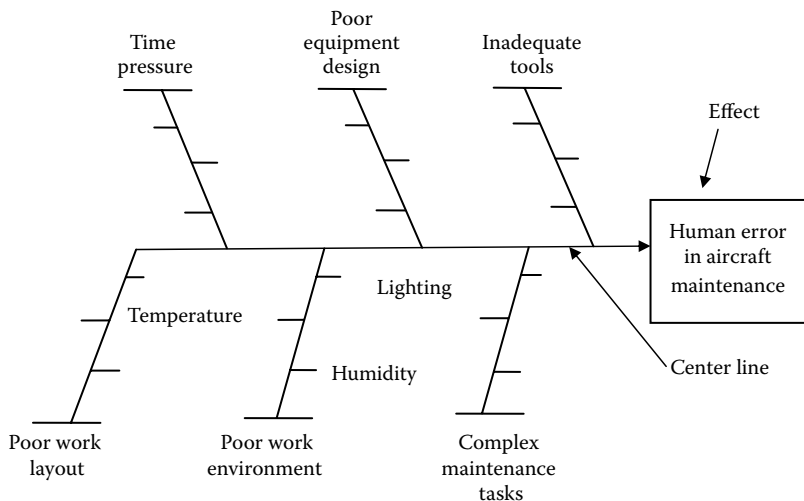 Time
pressure
Poor
equipment
design
Inadequate
tools
Effect
Human error
in aircraft
maintenance
Lighting
Temperature
Humidity
Center line
Poor work
layout
Poor work
environment
Complex
maintenance
tasks